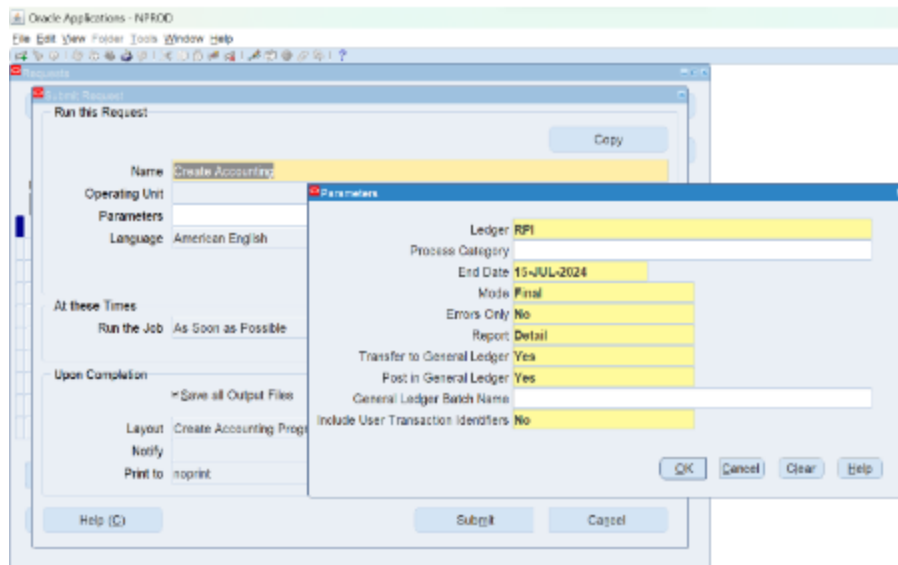 Oracle Applications - NPROD
File Edit View Folder Tools Window Help
Requests
Submit Request
Run this Request
Copy
Name Create Accounting
Operating Unit
Parameters
Language American English
At these Times
Run the Job As Soon as Possible
Upon Completion
Save all Output Files
Layout Create Accounting Progr
Notify
Print to noprint
Help (C)
Submit
Cancel
Parameters
Ledger RPI
Process Category
End Date 15-JUL-2024
Mode Final
Errors Only No
Report Detail
Transfer to General Ledger Yes
Post in General Ledger Yes
General Ledger Batch Name
Include User Transaction Identifiers No
OK Cancel Clear Help